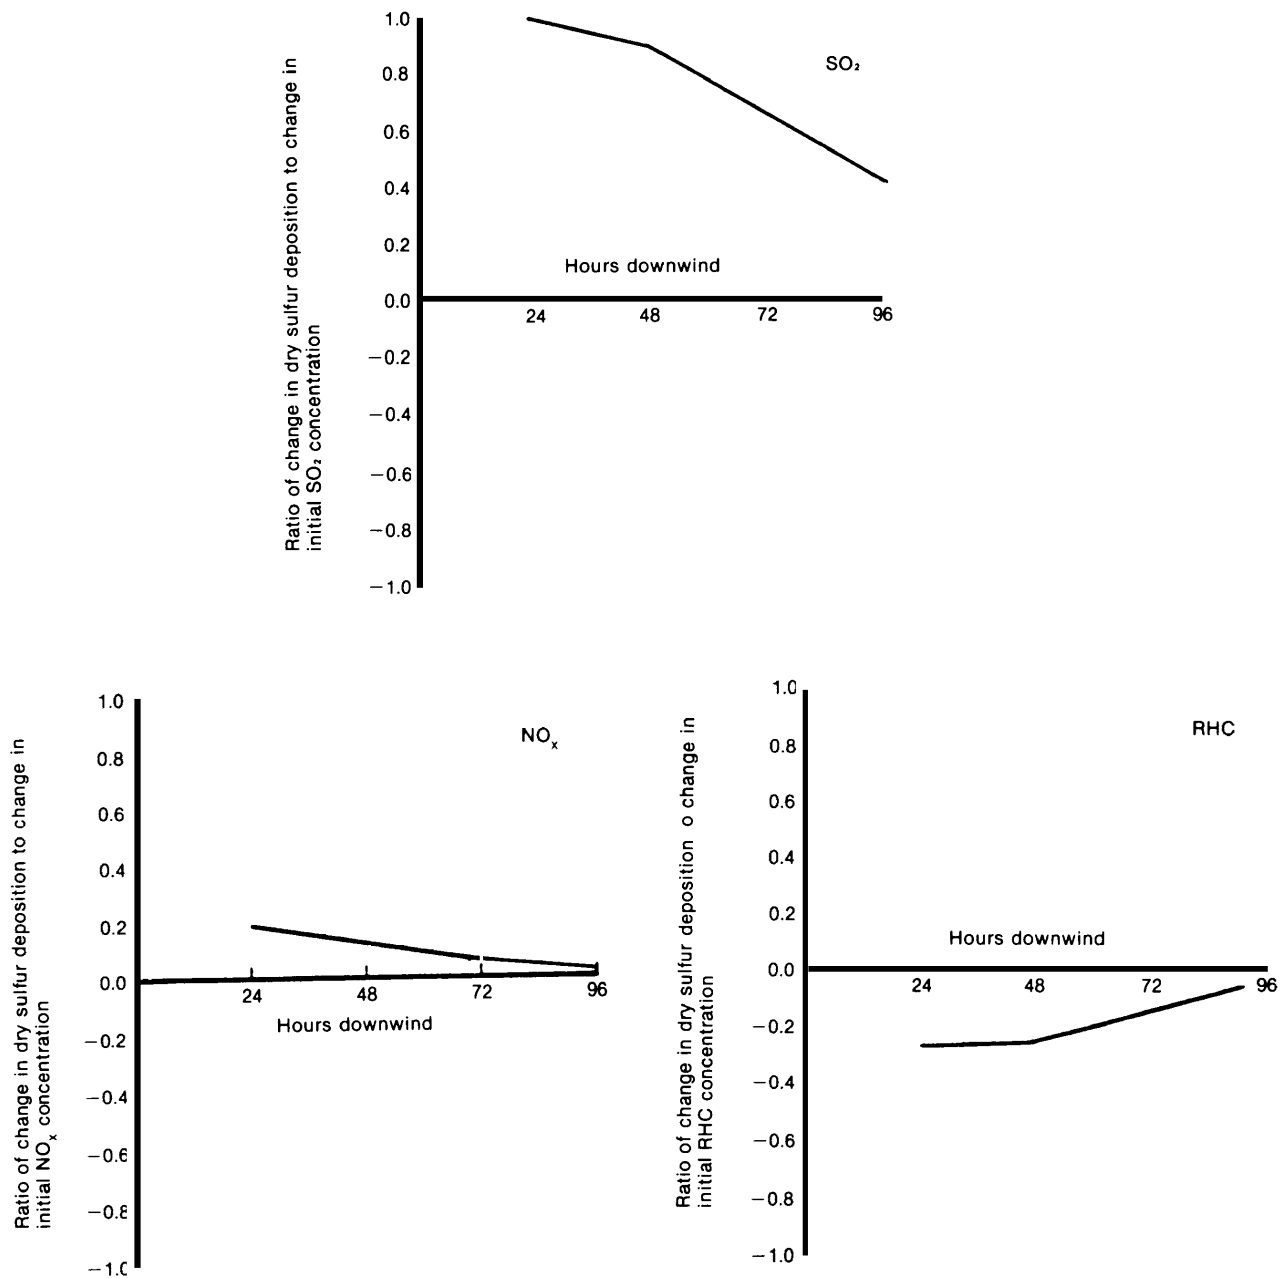 Ratio of change in dry sulfur deposition to change in
initial SO₂ concentration
1.0
0.8
0.6
0.4
0.2
0.0
−0.2
−0.4
−0.6
−0.8
−1.0
SO₂
Hours downwind
24 48 72 96
Ratio of change in dry sulfur deposition to change in
initial NOₓ concentration
1.0
0.8
0.6
0.4
0.2
0.0
−0.2
−0.4
−0.6
−0.8
−1.0
NOₓ
24 48 72 96
Hours downwind
Ratio of change in dry sulfur deposition o change in
initial RHC concentration
1.0
0.8
0.6
0.4
0.2
0.0
−0.2
−0.4
−0.6
−0.8
−1.0
RHC
Hours downwind
24 48 72 96